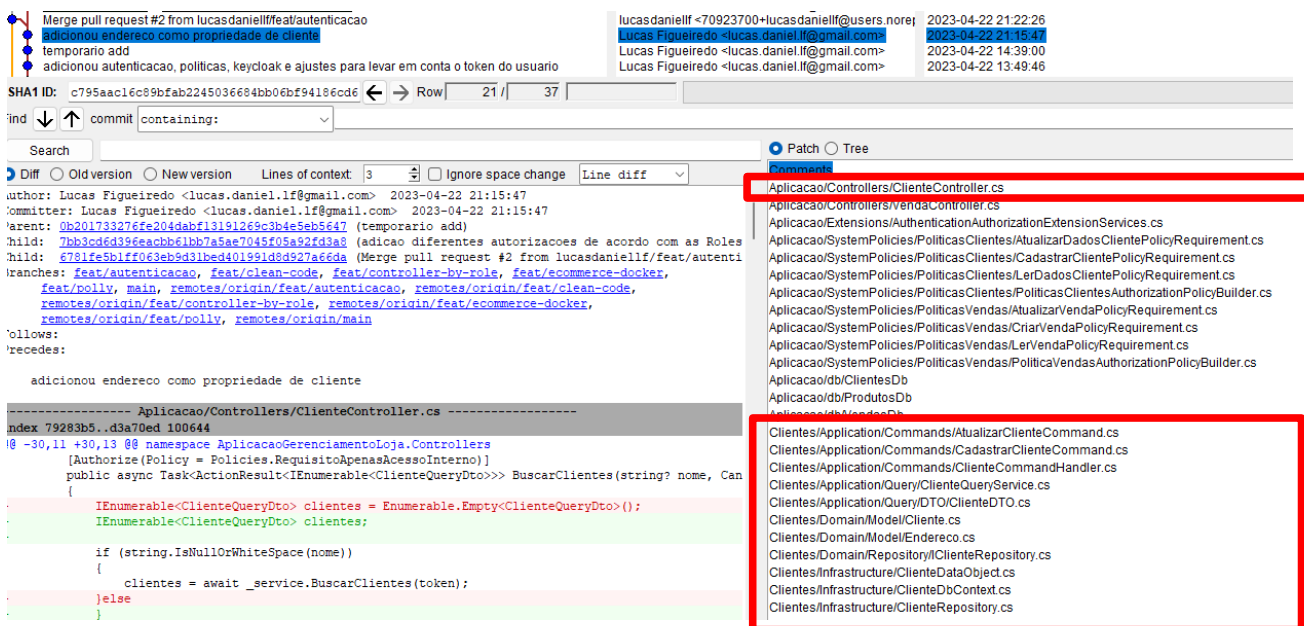 Merge pull request #2 from lucasdaniellf/feat/autenticacao lucasdaniellf <70923700+lucasdaniellf@users.norep 2023-04-22 21:22:26
adicionou endereco como propriedade de cliente Lucas Figueiredo <lucas.daniel.lf@gmail.com> 2023-04-22 21:15:47
temporario add Lucas Figueiredo <lucas.daniel.lf@gmail.com> 2023-04-22 14:39:00
adicionou autenticacao, politicas, keycloak e ajustes para levar em conta o token do usuario Lucas Figueiredo <lucas.daniel.lf@gmail.com> 2023-04-22 13:49:46
SHA1 ID: c795aac16c89bfab2245036684bb06bf94186cd6 Row 21 / 37
ind commit containing:
Search
Diff Old version New version Lines of context: 3 Ignore space change Line diff
uthor: Lucas Figueiredo <lucas.daniel.lf@gmail.com> 2023-04-22 21:15:47
ommitter: Lucas Figueiredo <lucas.daniel.lf@gmail.com> 2023-04-22 21:15:47
arent: 0b201733276fe204dabf13191269c3b4e5eb5647 (temporario add)
hild: 7bb3cd6d396eacbb61bb7a5ae7045f05a92fd3a8 (adicao diferentes autorizacoes de acordo com as Roles
hild: 6781fe5b1ff063eb9d31bed401991d8d927a66da (Merge pull request #2 from lucasdaniellf/feat/autenti
ranches: feat/autenticacao, feat/clean-code, feat/controller-by-role, feat/ecommerce-docker,
feat/polly, main, remotes/origin/feat/autenticacao, remotes/origin/feat/clean-code,
remotes/origin/feat/controller-by-role, remotes/origin/feat/ecommerce-docker,
remotes/origin/feat/polly, remotes/origin/main
ollows:
recedes:
adicionou endereco como propriedade de cliente
------------------ Aplicacao/Controllers/ClienteController.cs ------------------
index 79283b5..d3a70ed 100644
@ -30,11 +30,13 @@ namespace AplicacaoGerenciamentoLoja.Controllers
[Authorize(Policy = Policies.RequisitoApenasAcessoInterno)]
public async Task<ActionResult<IEnumerable<ClienteQueryDto>>> BuscarClientes(string? nome, Can
{
IEnumerable<ClienteQueryDto> clientes = Enumerable.Empty<ClienteQueryDto>();
IEnumerable<ClienteQueryDto> clientes;
if (string.IsNullOrWhiteSpace(nome))
{
clientes = await _service.BuscarClientes(token);
}else
}
Patch Tree
Comments
Aplicacao/Controllers/ClienteController.cs
Aplicacao/Controllers/VendaController.cs
Aplicacao/Extensions/AuthenticationAuthorizationExtensionServices.cs
Aplicacao/SystemPolicies/PoliticasClientes/AtualizarDadosClientePolicyRequirement.cs
Aplicacao/SystemPolicies/PoliticasClientes/CadastrarClientePolicyRequirement.cs
Aplicacao/SystemPolicies/PoliticasClientes/LerDadosClientePolicyRequirement.cs
Aplicacao/SystemPolicies/PoliticasClientes/PoliticasClientesAuthorizationPolicyBuilder.cs
Aplicacao/SystemPolicies/PoliticasVendas/AtualizarVendaPolicyRequirement.cs
Aplicacao/SystemPolicies/PoliticasVendas/CriarVendaPolicyRequirement.cs
Aplicacao/SystemPolicies/PoliticasVendas/LerVendaPolicyRequirement.cs
Aplicacao/SystemPolicies/PoliticasVendas/PoliticaVendasAuthorizationPolicyBuilder.cs
Aplicacao/db/ClientesDb
Aplicacao/db/ProdutosDb
Aplicacao/db/VendasDb
Clientes/Application/Commands/AtualizarClienteCommand.cs
Clientes/Application/Commands/CadastrarClienteCommand.cs
Clientes/Application/Commands/ClienteCommandHandler.cs
Clientes/Application/Query/ClienteQueryService.cs
Clientes/Application/Query/DTO/ClienteDTO.cs
Clientes/Domain/Model/Cliente.cs
Clientes/Domain/Model/Endereco.cs
Clientes/Domain/Repository/IClienteRepository.cs
Clientes/Infrastructure/ClienteDataObject.cs
Clientes/Infrastructure/ClienteDbContext.cs
Clientes/Infrastructure/ClienteRepository.cs